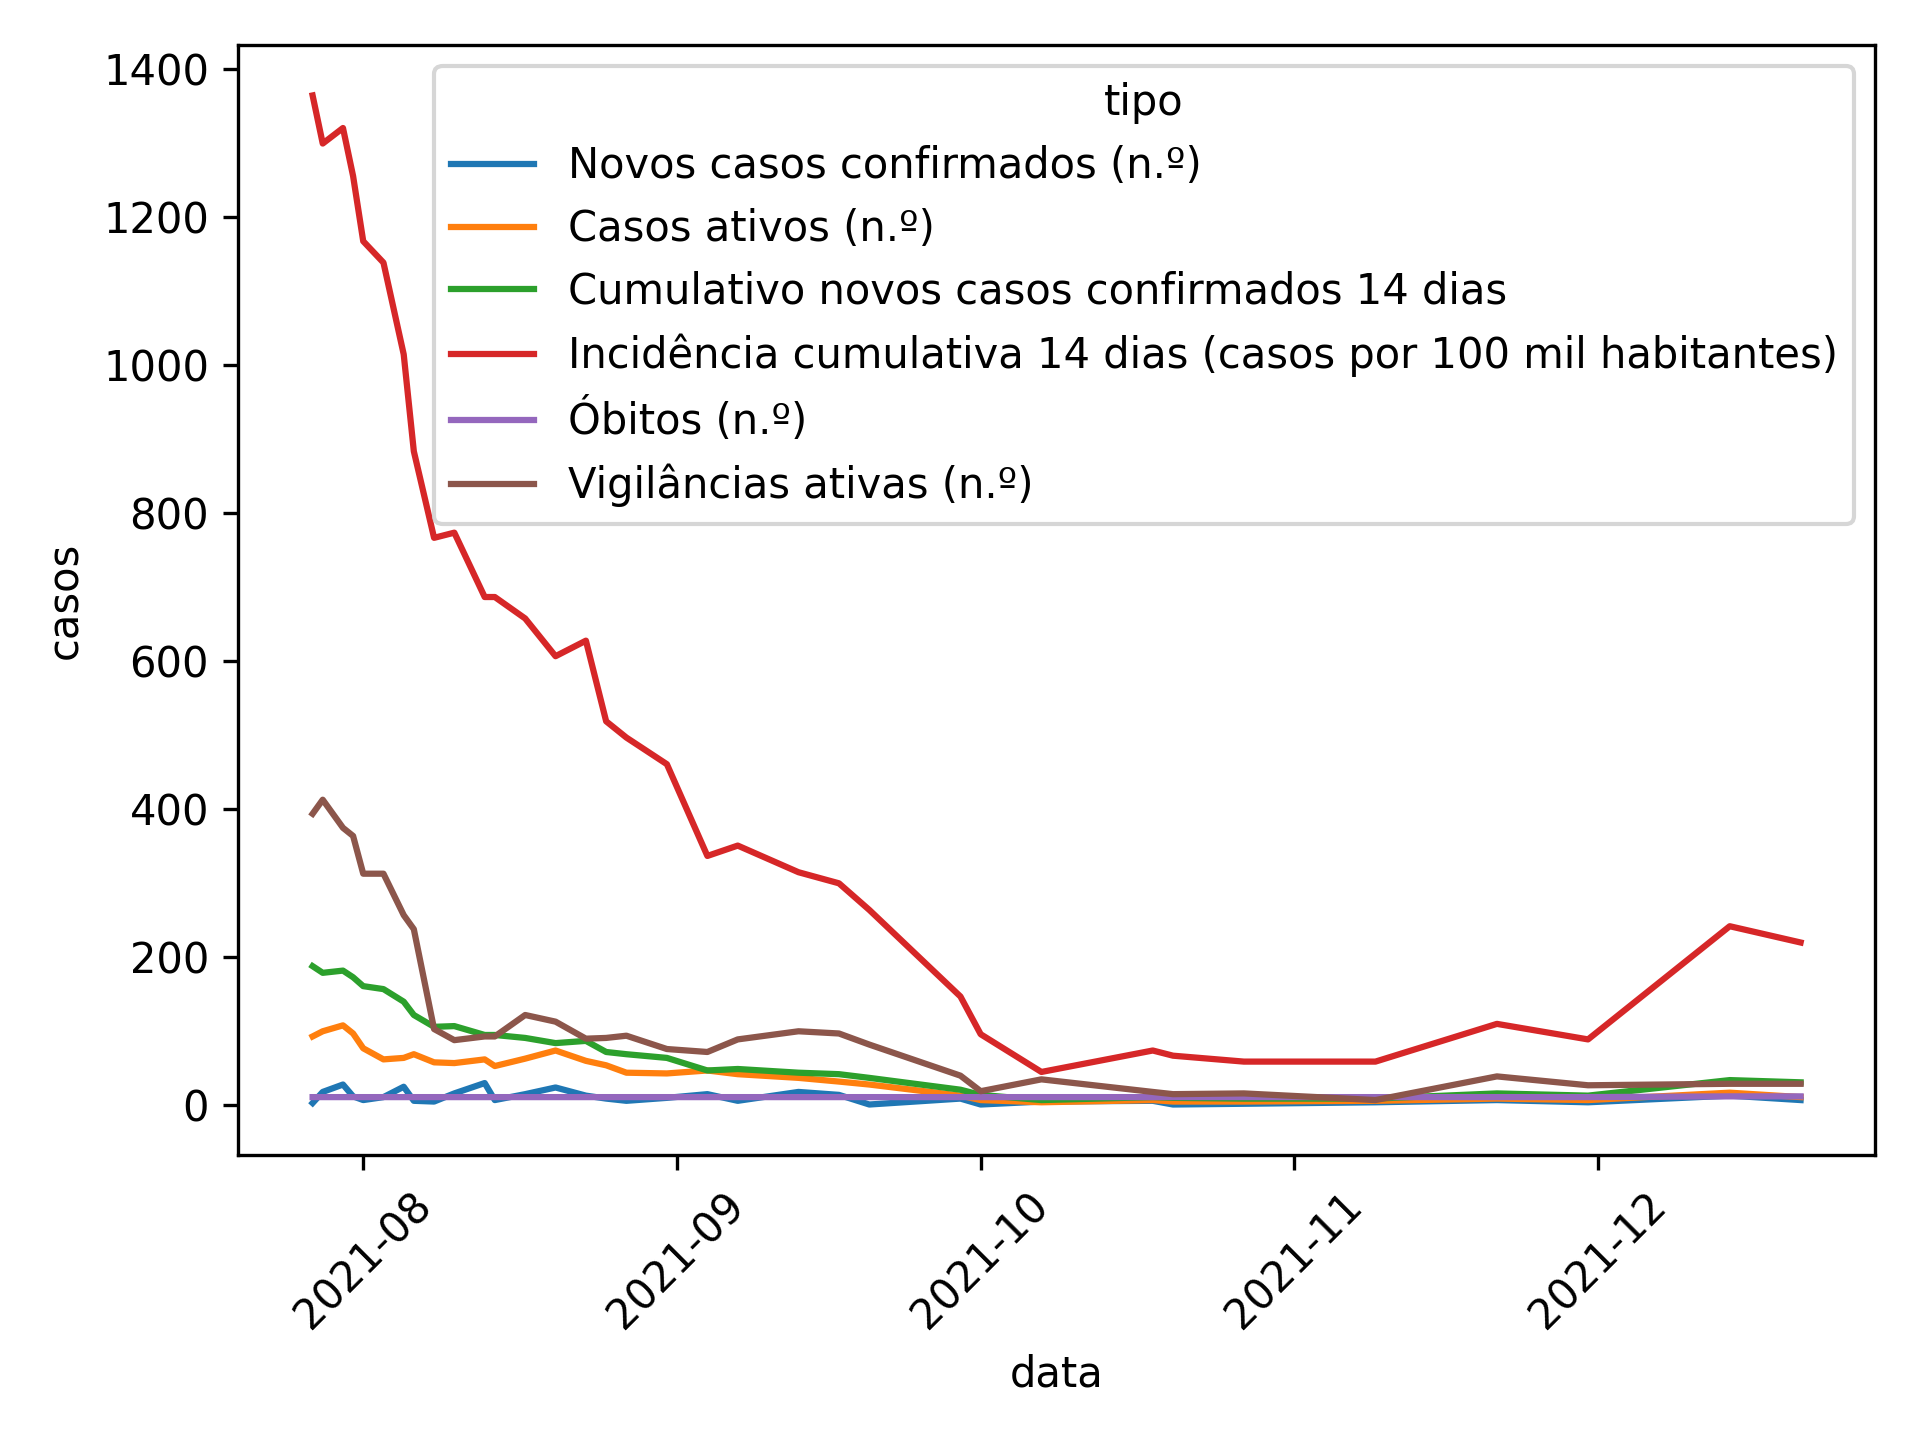 1400
1200
1000
800
600
400
200
0
casos
tipo
Novos casos confirmados (n.º)
Casos ativos (n.º)
Cumulativo novos casos confirmados 14 dias
Incidência cumulativa 14 dias (casos por 100 mil habitantes)
Óbitos (n.º)
Vigilâncias ativas (n.º)
2021-08
2021-09
2021-10
2021-11
2021-12
data